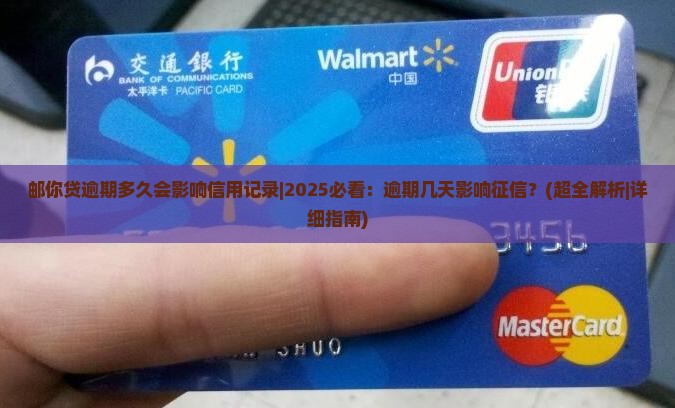 交通銀行
BANK OF COMMUNICATIONS
太平洋卡 PACIFIC CARD
Walmart
中国
UnionPay
银联
邮你贷逾期多久会影响信用记录|2025必看：逾期几天影响征信？(超全解析|详
细指南)
3456
SHUO
MasterCard